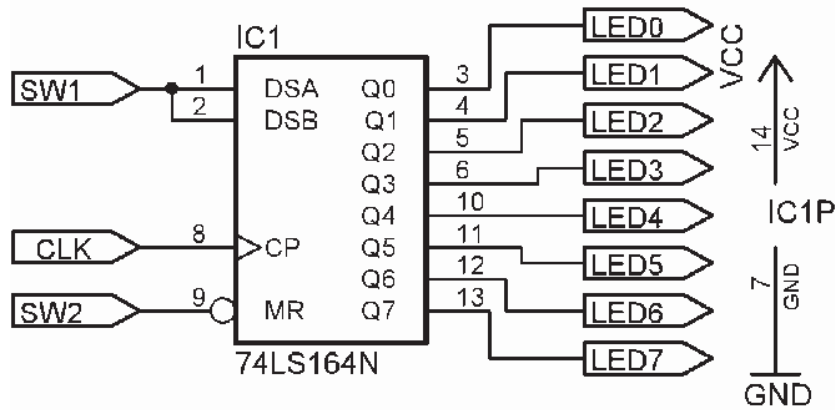 IC1
LED0
VCC
SW1
1
DSA
Q0
3
LED1
2
DSB
Q1
4
LED2
14
VCC
Q2
5
Q3
6
LED3
Q4
10
LED4
IC1P
CLK
8
CP
Q5
11
LED5
Q6
12
7
GND
SW2
9
MR
Q7
13
LED6
74LS164N
LED7
GND